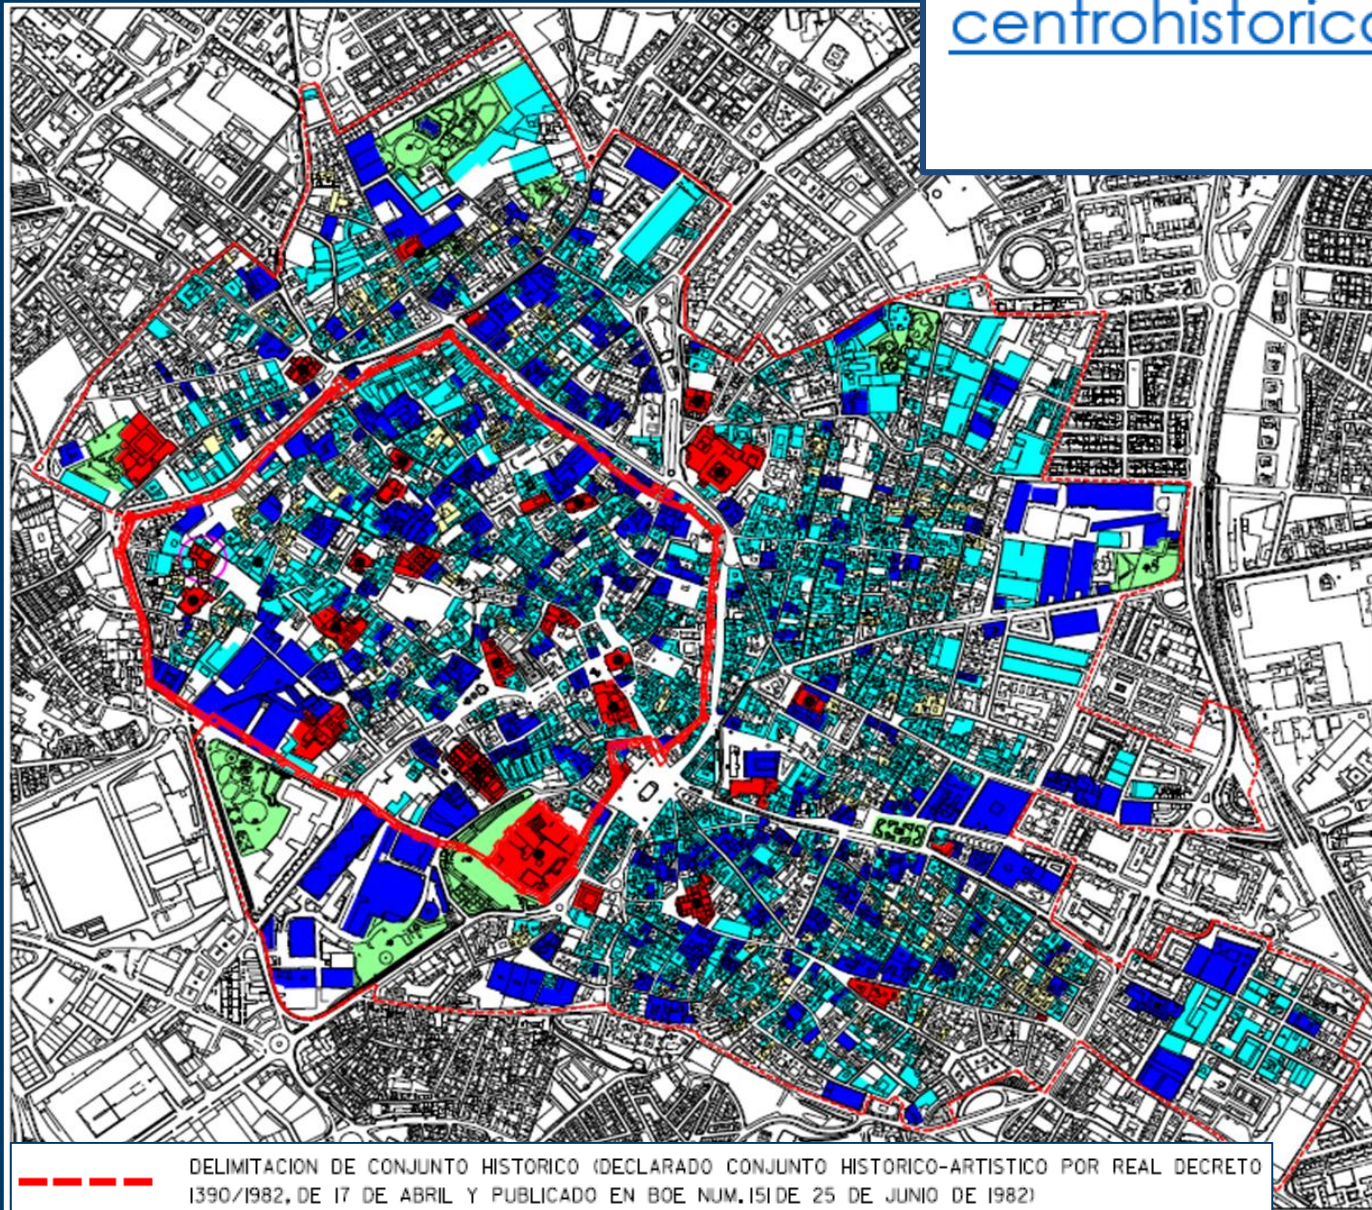 centrohistorico
DELIMITACION DE CONJUNTO HISTORICO (DECLARADO CONJUNTO HISTORICO-ARTISTICO POR REAL DECRETO
1390/1982, DE 17 DE ABRIL Y PUBLICADO EN BOE NUM. 151 DE 25 DE JUNIO DE 1982)